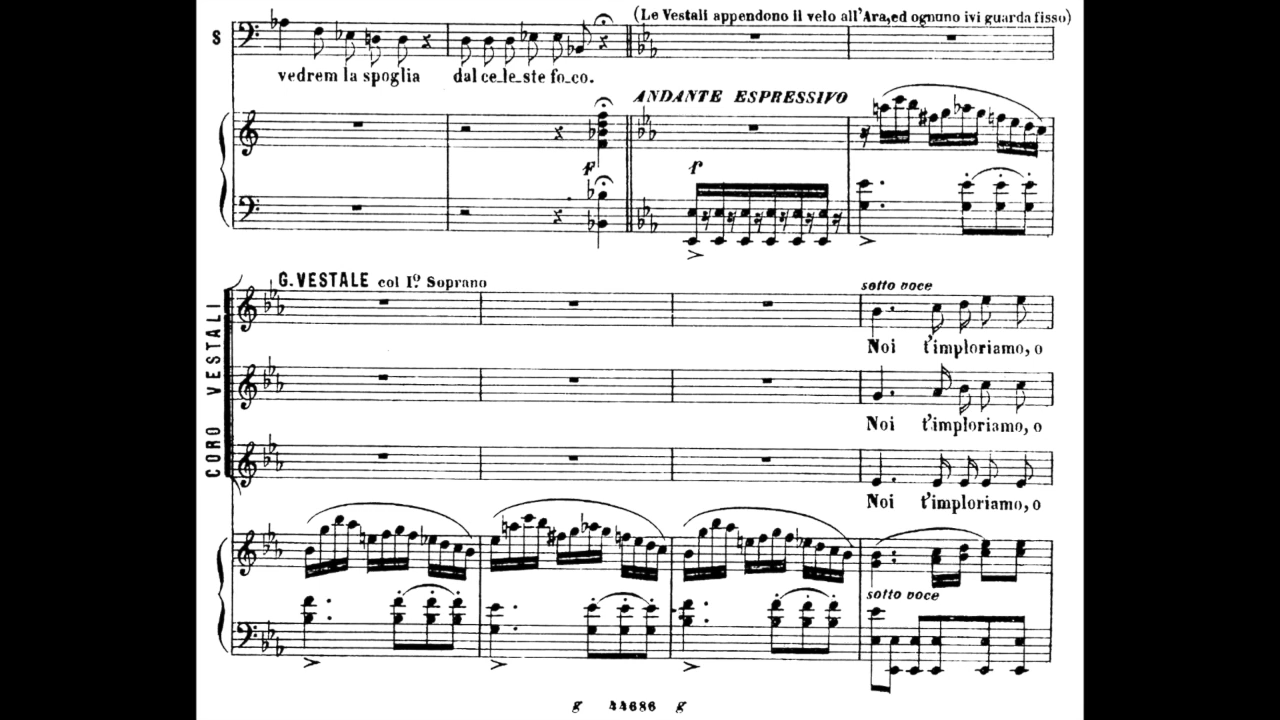 (Le Vestali appendono il velo all'Ara, ed ognuno ivi guarda fisso)
S
vedrem la spoglia dal ce_le_ste fo_co.
ANDANTE ESPRESSIVO
F
P
G. VESTALE col Iº Soprano
CORO VESTALI
sotto voce
Noi t'imploriamo, o
Noi t'imploriamo, o
Noi t'imploriamo, o
sotto voce
g 44686 g